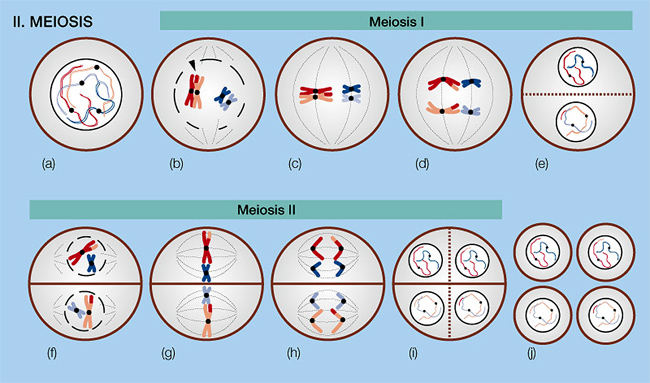 II. MEIOSIS
Meiosis I
(a) (b) (c) (d) (e)
Meiosis II
(f) (g) (h) (i) (j)